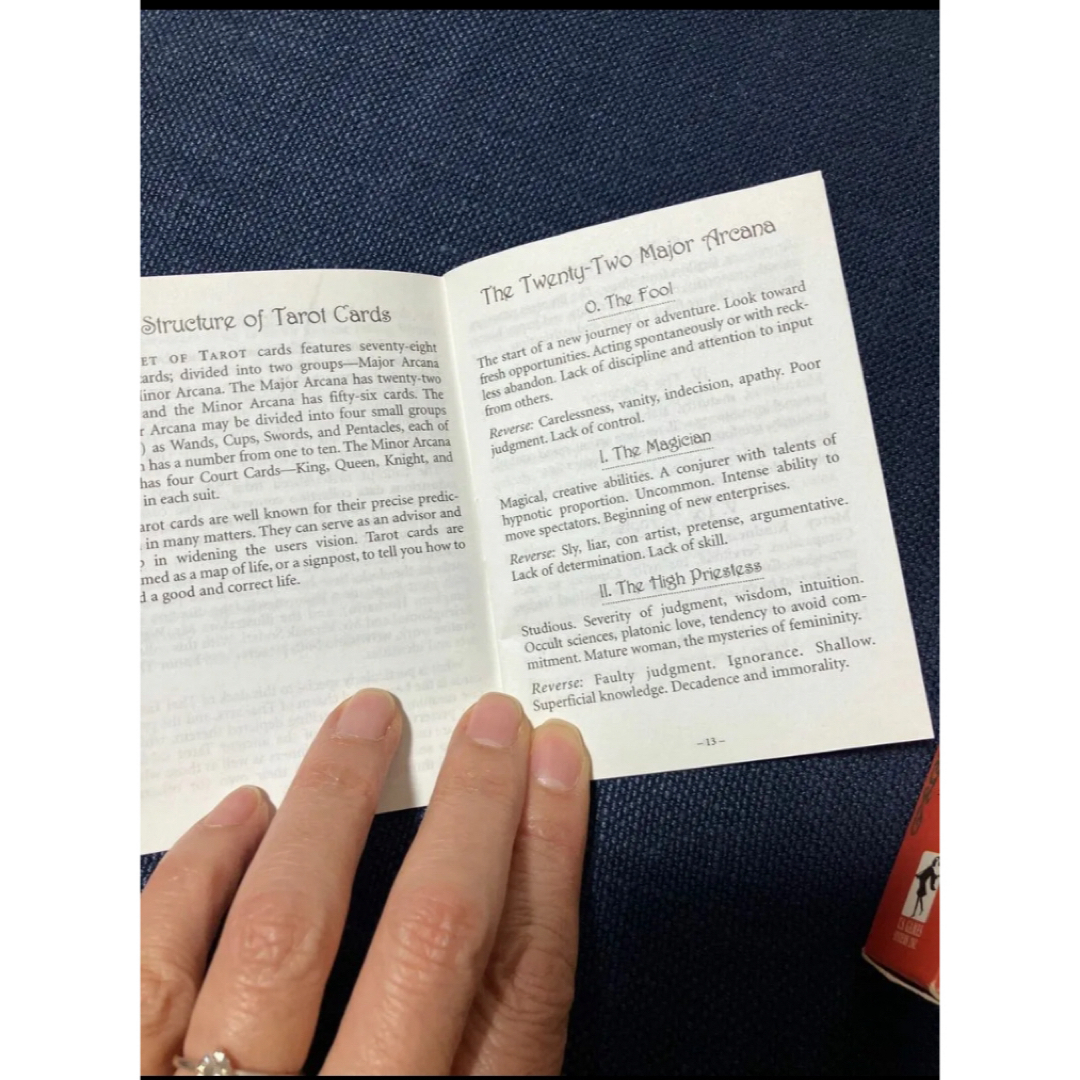 Structure of Tarot Cards
ET OF TAROT cards features seventy-eight
ards; divided into two groups—Major Arcana
inor Arcana. The Major Arcana has twenty-two
and the Minor Arcana has fifty-six cards. The
r Arcana may be divided into four small groups
) as Wands, Cups, Swords, and Pentacles, each of
h has a number from one to ten. The Minor Arcana
has four Court Cards—King, Queen, Knight, and
in each suit.
arot cards are well known for their precise predic-
in many matters. They can serve as an advisor and
p in widening the users vision. Tarot cards are
med as a map of life, or a signpost, to tell you how to
d a good and correct life.
The Twenty-Two Major Arcana
0. The Fool
The start of a new journey or adventure. Look toward
fresh opportunities. Acting spontaneously or with reck-
less abandon. Lack of discipline and attention to input
from others.
Reverse: Carelessness, vanity, indecision, apathy. Poor
judgment. Lack of control.
I. The Magician
Magical, creative abilities. A conjurer with talents of
hypnotic proportion. Uncommon. Intense ability to
move spectators. Beginning of new enterprises.
Reverse: Sly, liar, con artist, pretense, argumentative.
Lack of determination. Lack of skill.
II. The High Priestess
Studious. Severity of judgment, wisdom, intuition.
Occult sciences, platonic love, tendency to avoid com-
mitment. Mature woman, the mysteries of femininity.
Reverse: Faulty judgment. Ignorance. Shallow.
Superficial knowledge. Decadence and immorality.
–13–
U.S. GAMES
SYSTEMS, INC.